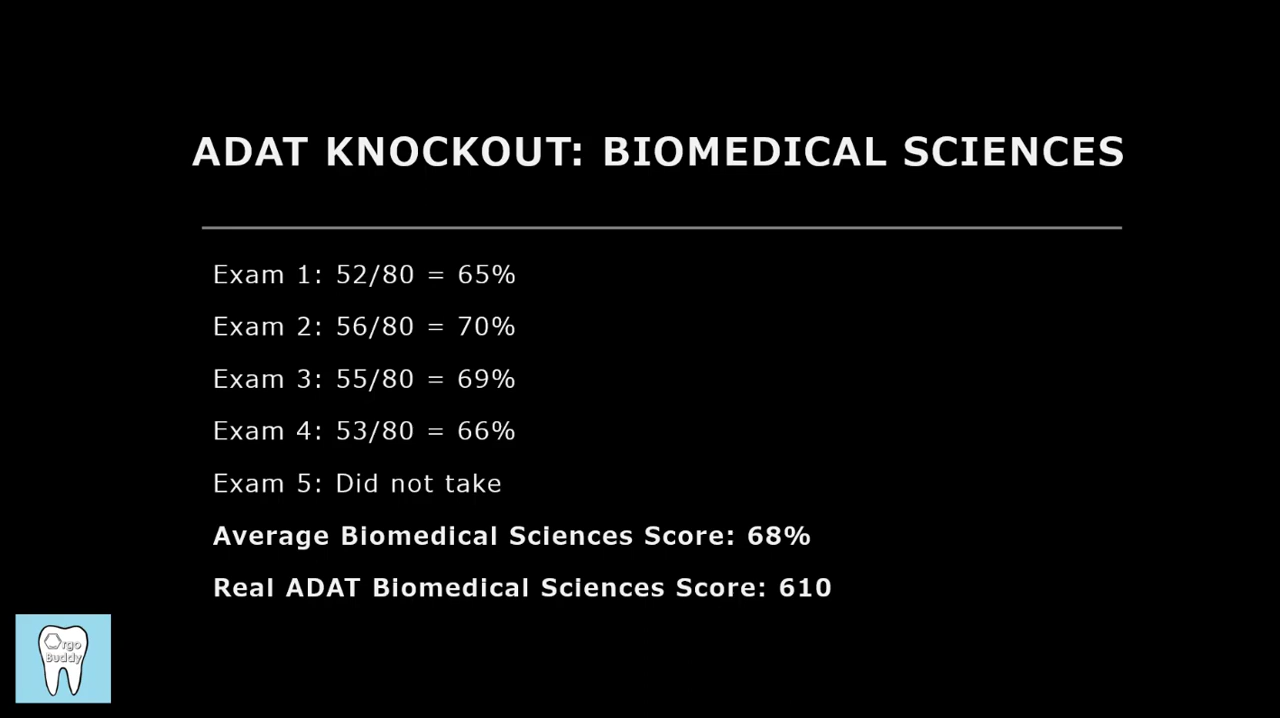 ADAT KNOCKOUT: BIOMEDICAL SCIENCES
Exam 1: 52/80 = 65%
Exam 2: 56/80 = 70%
Exam 3: 55/80 = 69%
Exam 4: 53/80 = 66%
Exam 5: Did not take
Average Biomedical Sciences Score: 68%
Real ADAT Biomedical Sciences Score: 610
Orgo
Buddy